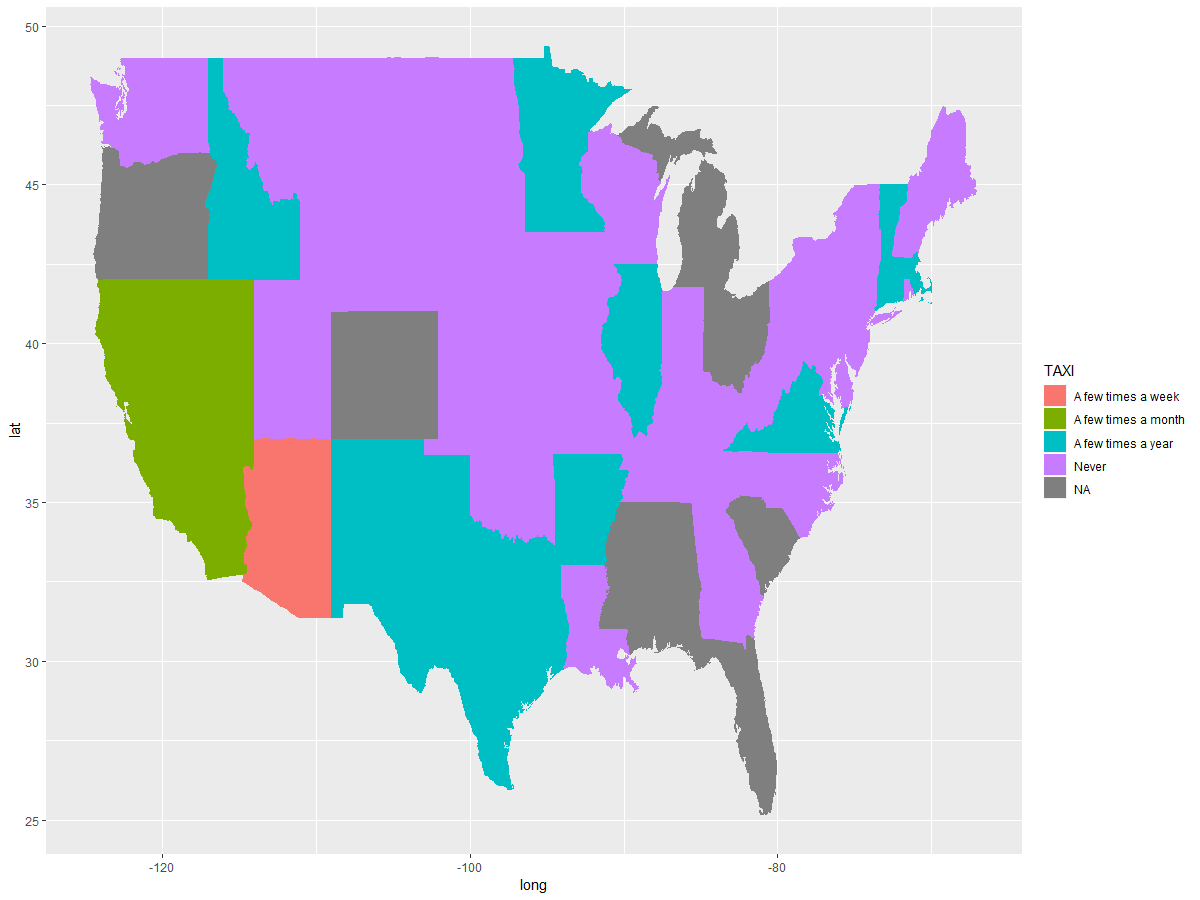 50
45
40
35
30
25
lat
-120
-100
-80
long
TAXI
A few times a week
A few times a month
A few times a year
Never
NA